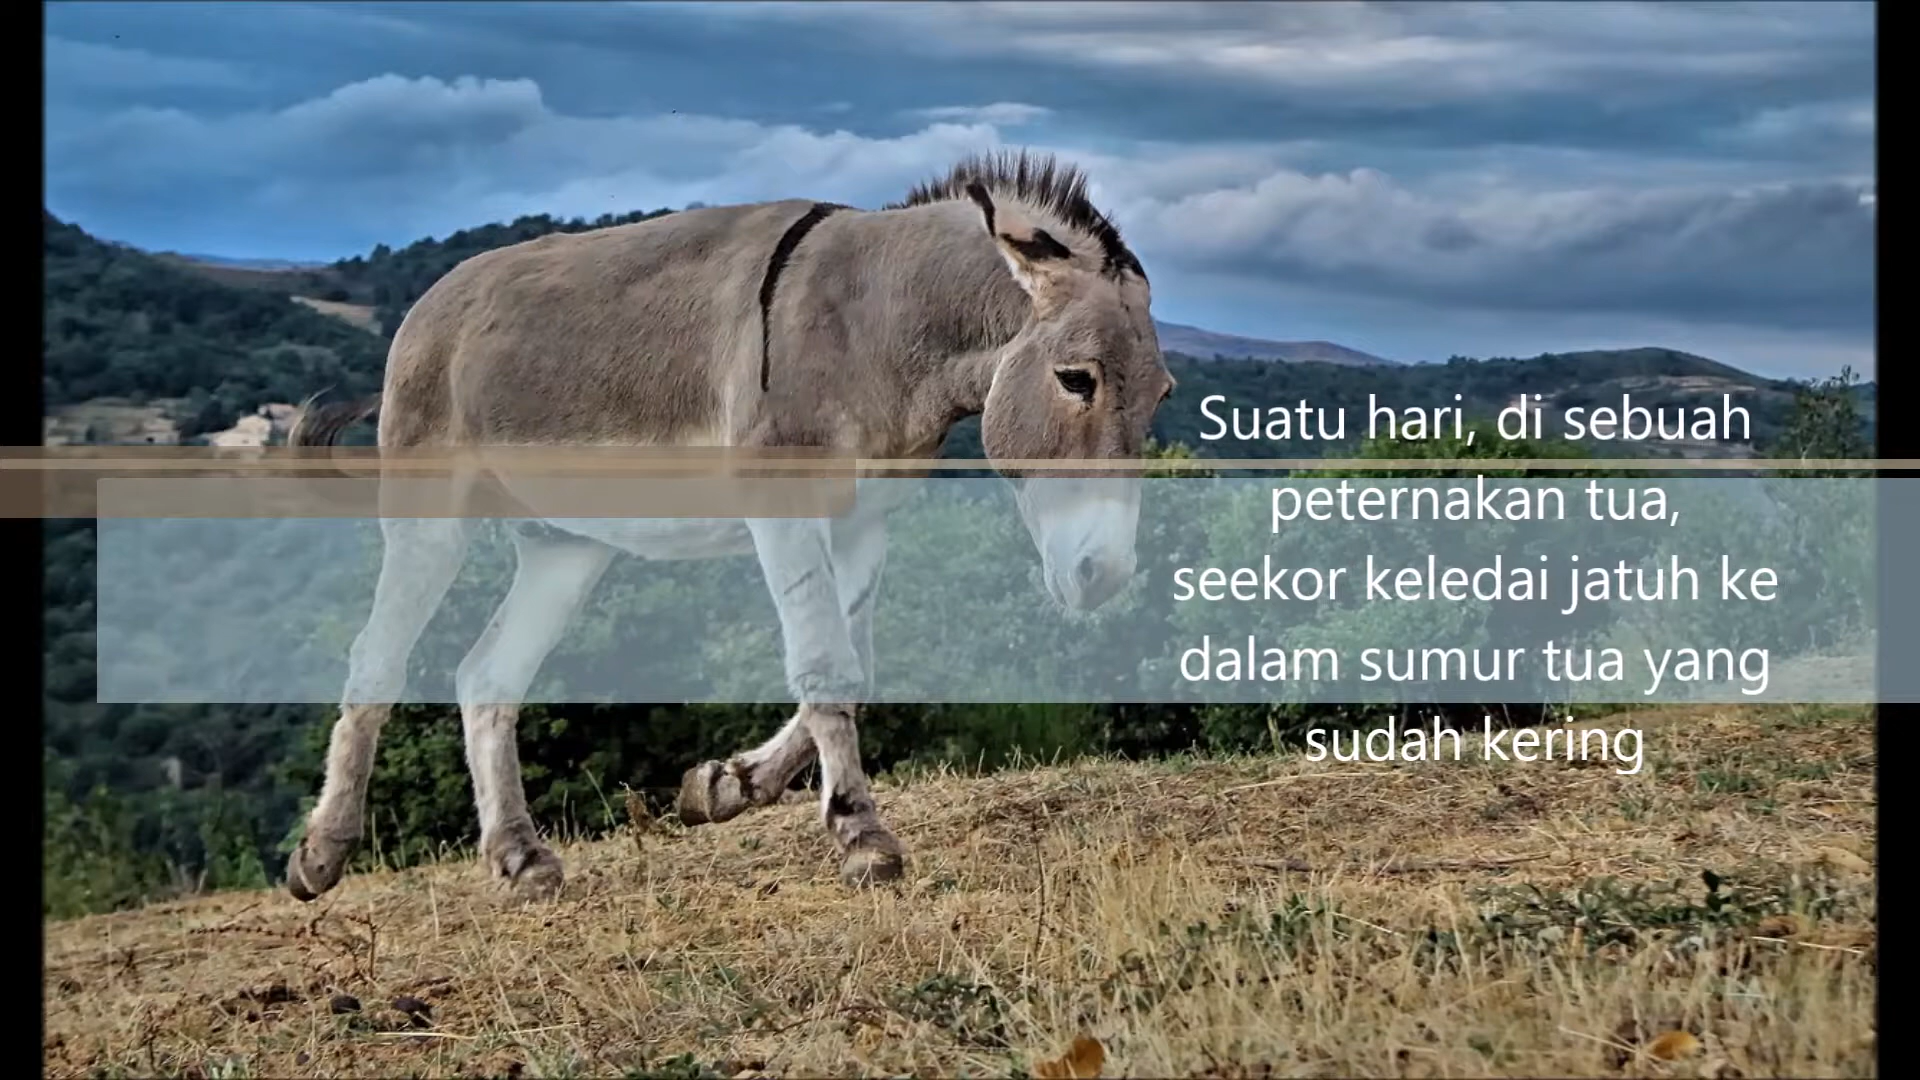 Suatu hari, di sebuah
peternakan tua,
seekor keledai jatuh ke
dalam sumur tua yang
sudah kering